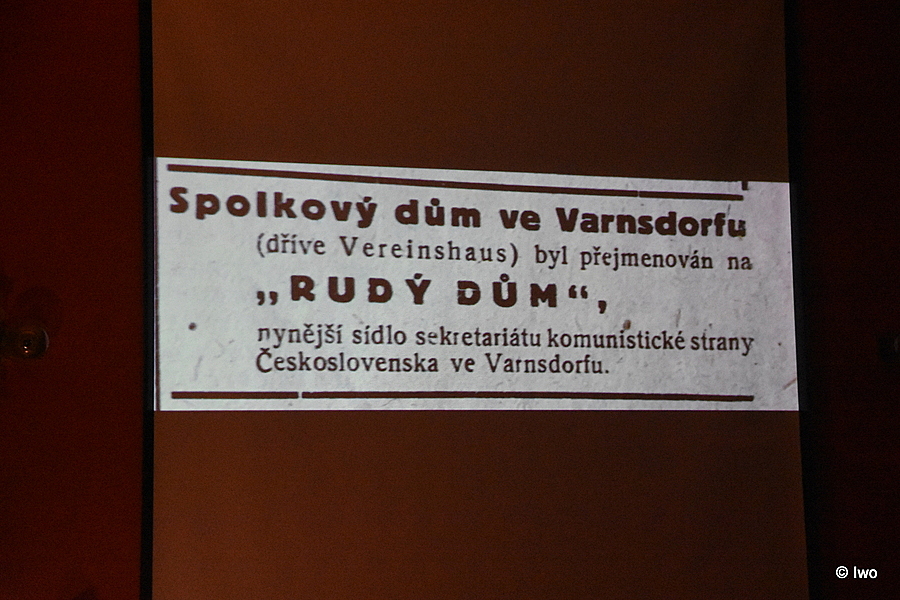 Spolkový dům ve Varnsdorfu
(dříve Vereinshaus) byl přejmenován na
„RUDÝ DŮM“,
nynější sídlo sekretariátu komunistické strany
Československa ve Varnsdorfu.
© Iwo